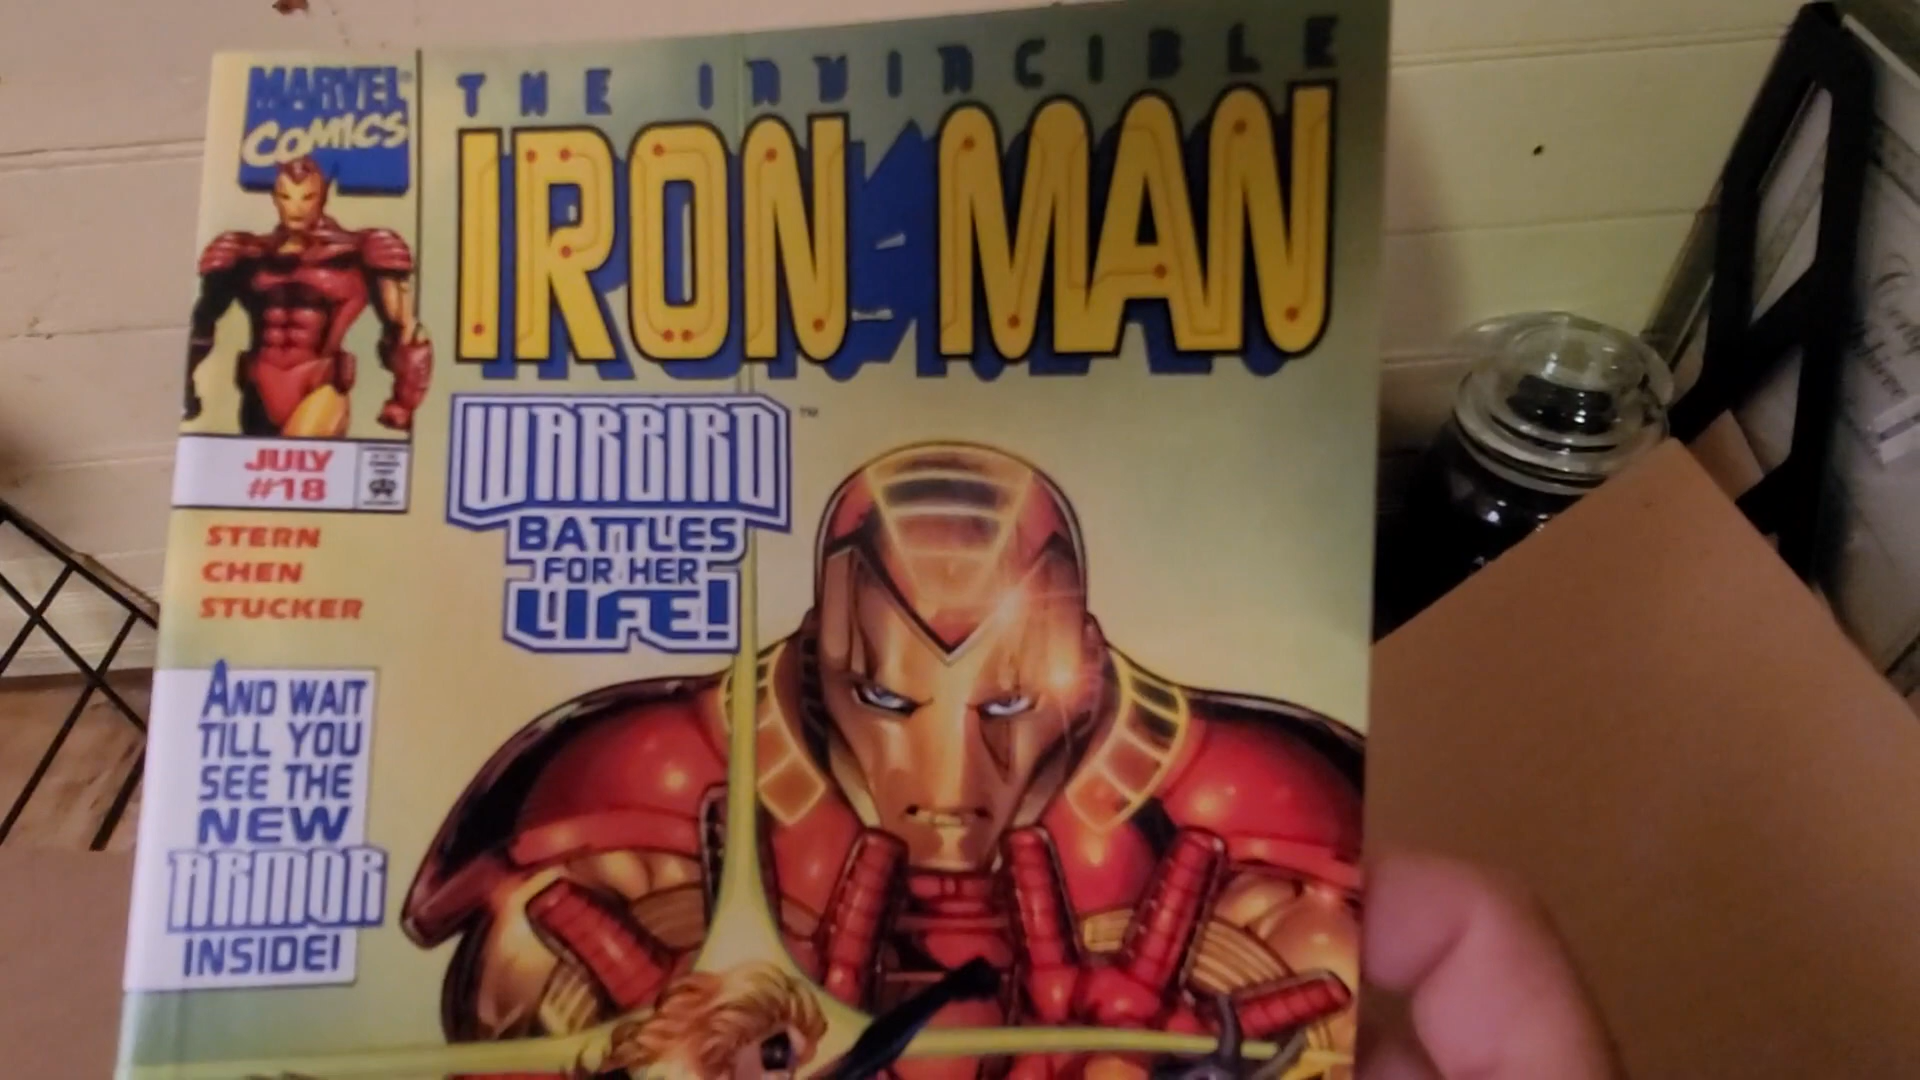 MARVEL
COMICS
THE INVINCIBLE
IRON MAN
JULY
#18
STERN
CHEN
STUCKER
WARBIRD™
BATTLES
FOR HER
LIFE!
AND WAIT
TILL YOU
SEE THE
NEW
ARMOR
INSIDE!